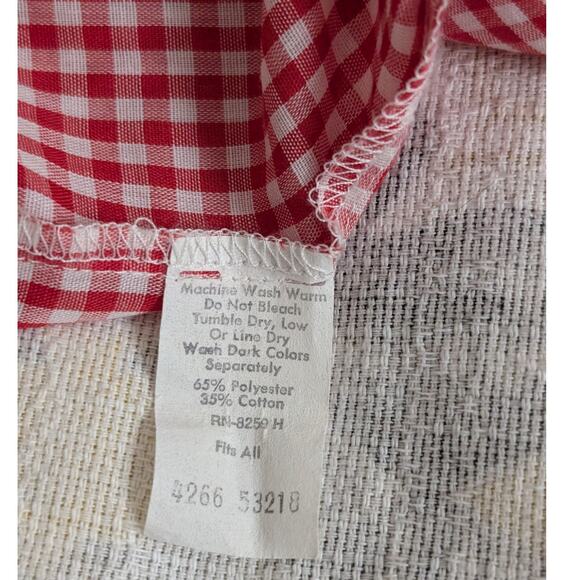 Machine Wash Warm
Do Not Bleach
Tumble Dry, Low
Or Line Dry
Wash Dark Colors
Separately
65% Polyester
35% Cotton
RN-8259 H
Fits All
4266 53218